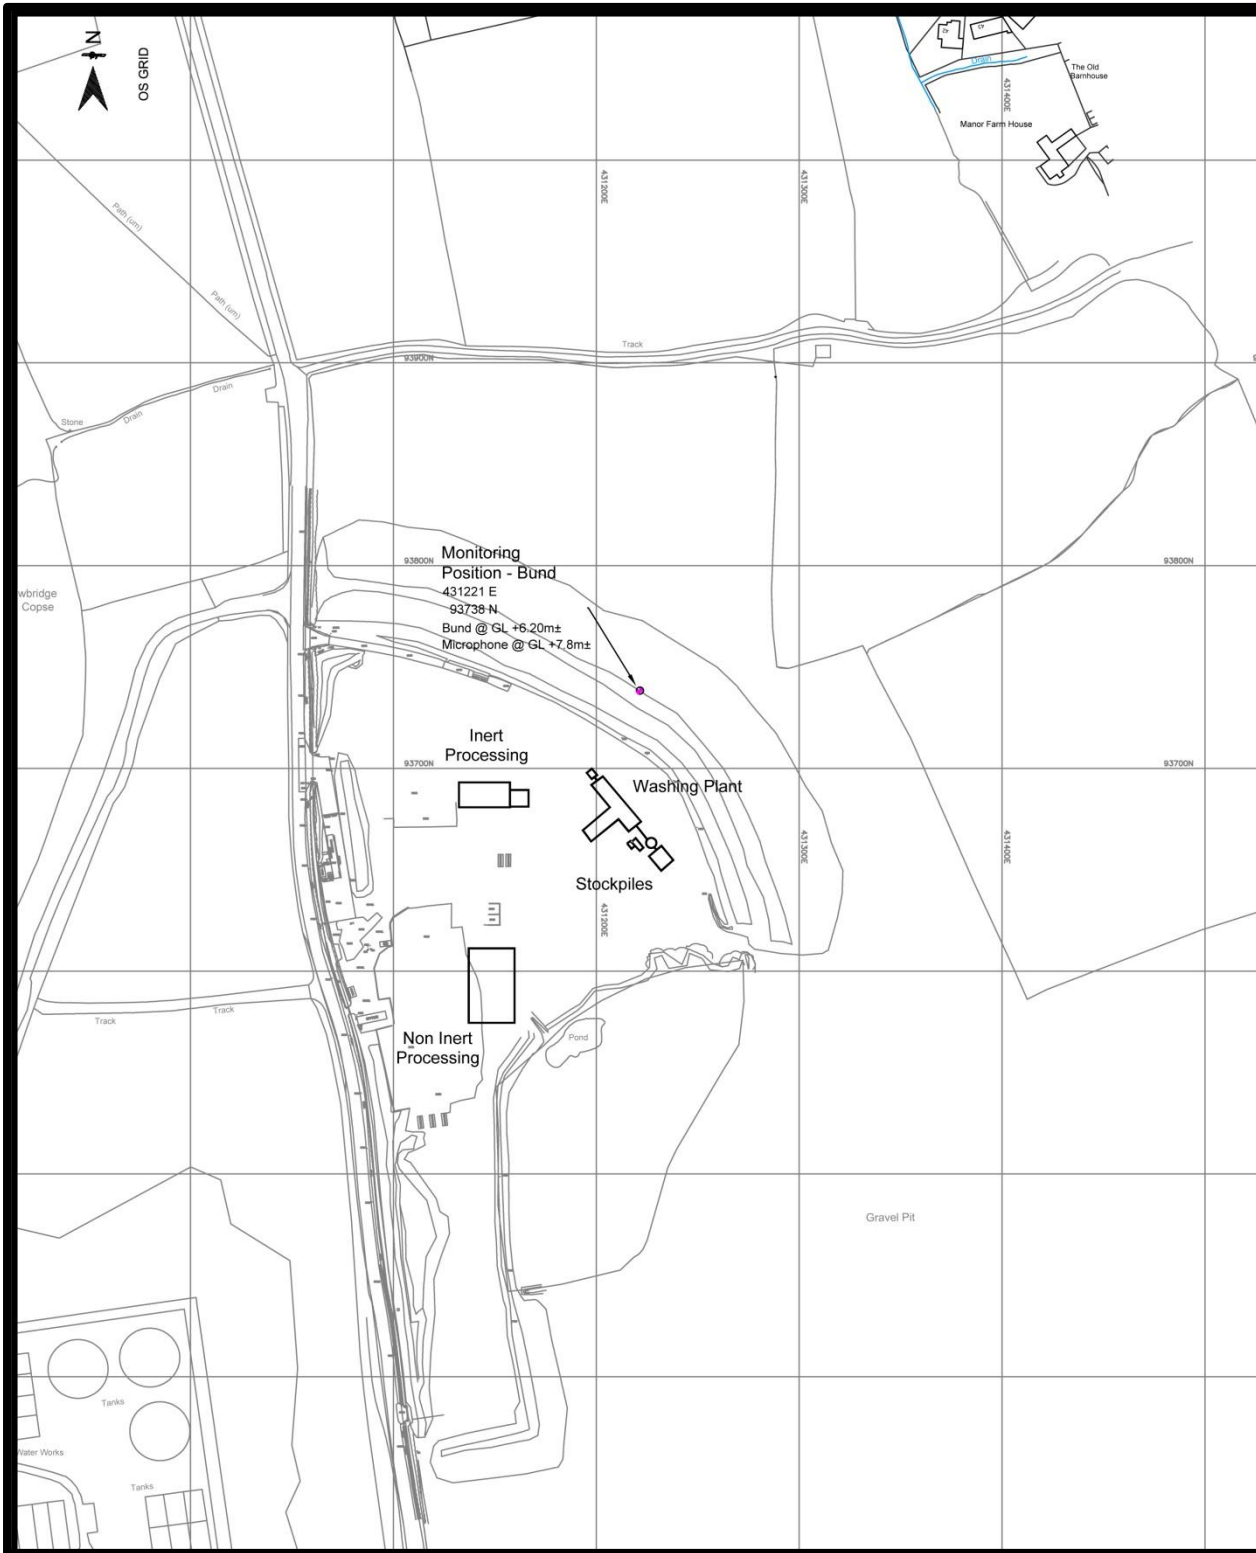 N
OS GRID
42
43
Drain
The Old
Barnhouse
431400E
Manor Farm House
431200E
431300E
Path (um)
Path (um)
Track
93900N
Drain
Drain
Stone
Monitoring
Position - Bund
431221 E
93738 N
Bund @ GL +6.20m±
Microphone @ GL +7.8m±
93800N
93800N
wbridge
Copse
Inert
Processing
93700N
93700N
Washing Plant
Stockpiles
431200E
431300E
431400E
Track
Track
Non Inert
Processing
Pond
Gravel Pit
Tanks
Water Works
Tanks